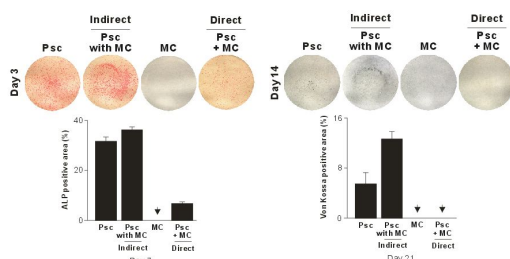 Indirect
Direct
Psc
Psc
with MC
MC
Psc
+ MC
Day 3
ALP positive area (%)
40
20
0
Psc
Psc
with MC
MC
Psc
+ MC
Indirect
Direct
Indirect
Direct
Psc
Psc
with MC
MC
Psc
+ MC
Day 14
Von Kossa positive area (%)
16
8
0
Psc
Psc
with MC
MC
Psc
+ MC
Indirect
Direct
Day 21